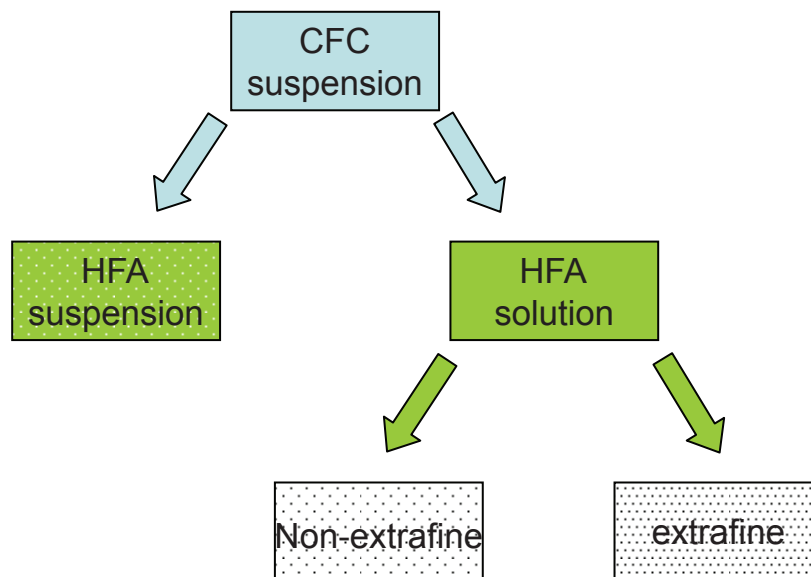 CFC
suspension
HFA
suspension
HFA
solution
Non-extrafine
extrafine